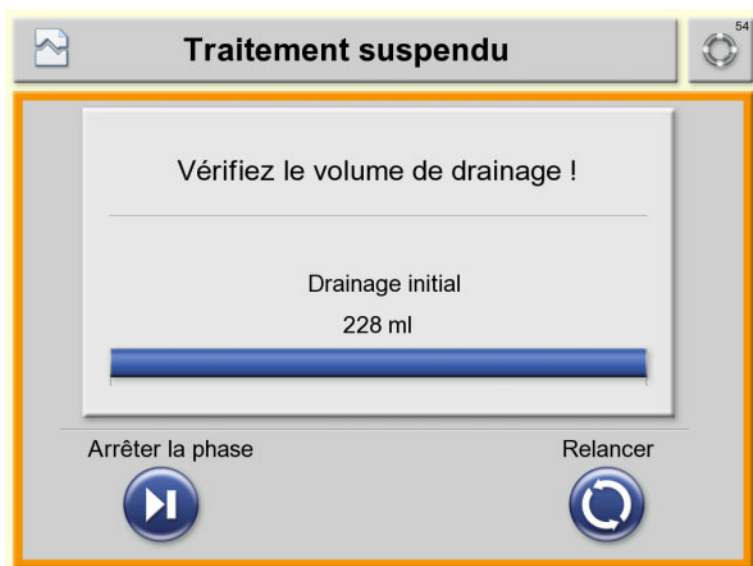 Traitement suspendu
54
Vérifiez le volume de drainage !
Drainage initial
228 ml
Arrêter la phase
Relancer